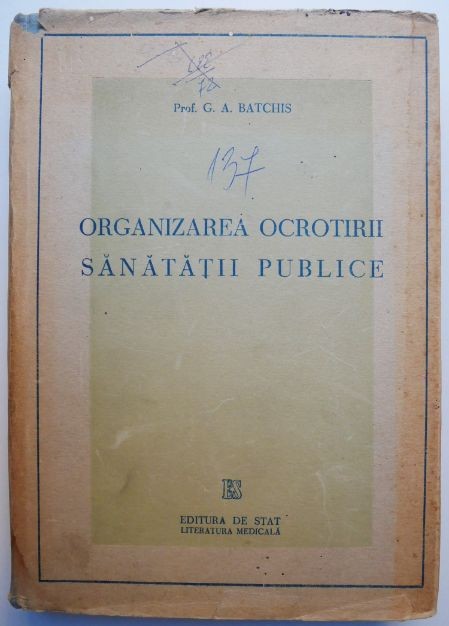 Prof. G. A. BATCHIS
137
ORGANIZAREA OCROTIRII
SĂNĂTĂȚII PUBLICE
ES
EDITURA DE STAT
LITERATURA MEDICALĂ